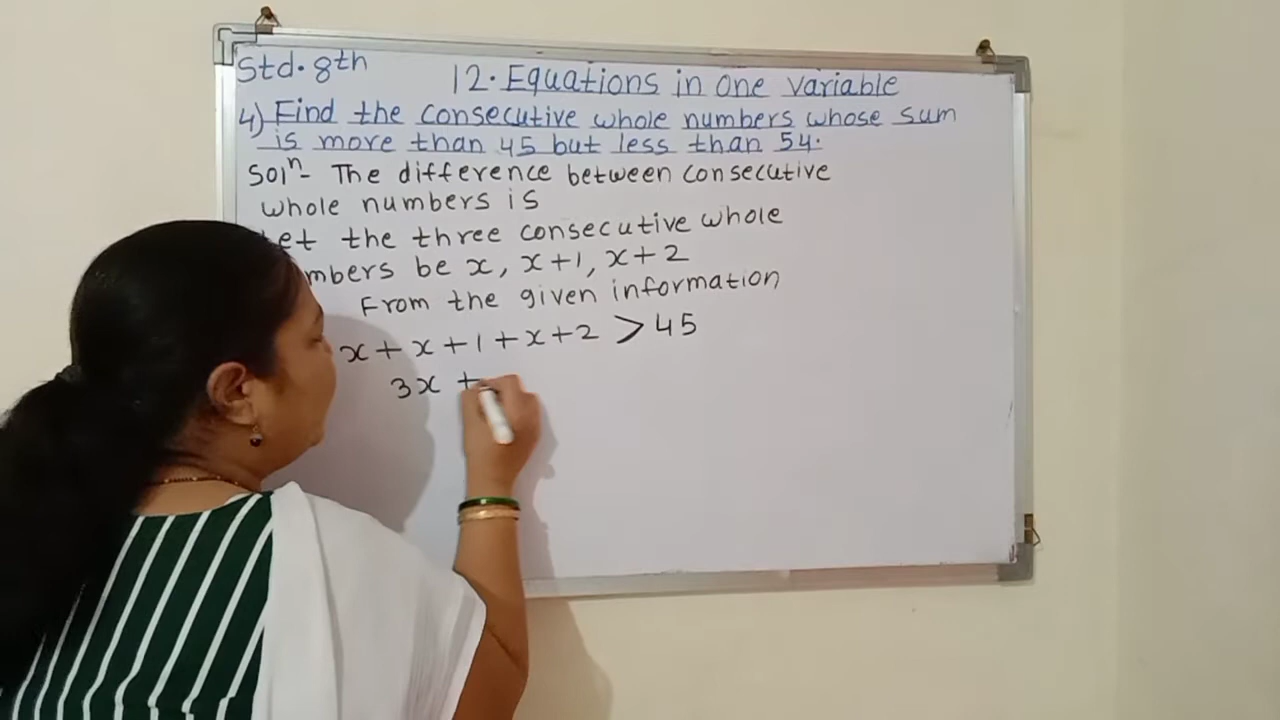 Std. 8th
12. Equations in one variable
4) Find the consecutive whole numbers whose sum
is more than 45 but less than 54.
Solⁿ- The difference between consecutive
whole numbers is
the three consecutive whole
be x, x+1, x+2
From the given information
x + x + 1 + x + 2 > 45
3x +